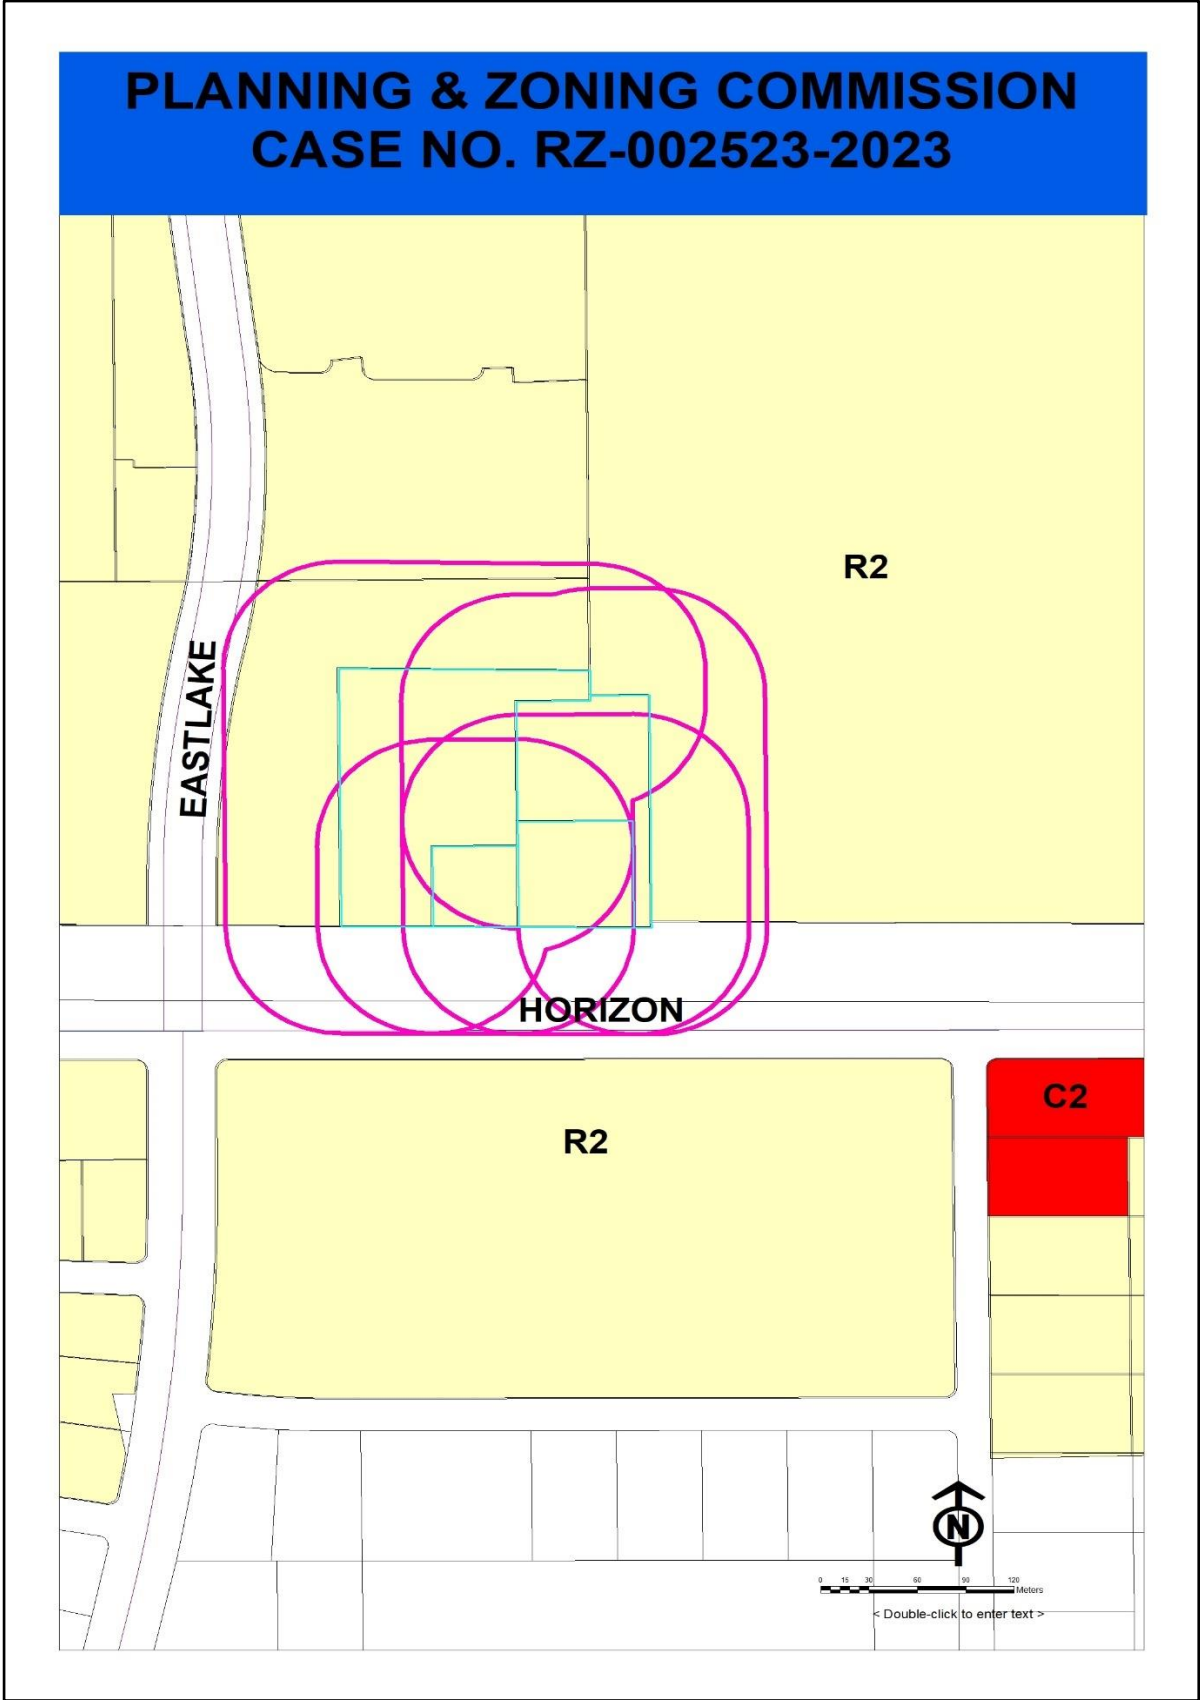 PLANNING & ZONING COMMISSION
CASE NO. RZ-002523-2023
R2
EASTLAKE
HORIZON
C2
R2
N
0 15 30 60 90 120
Meters
< Double-click to enter text >